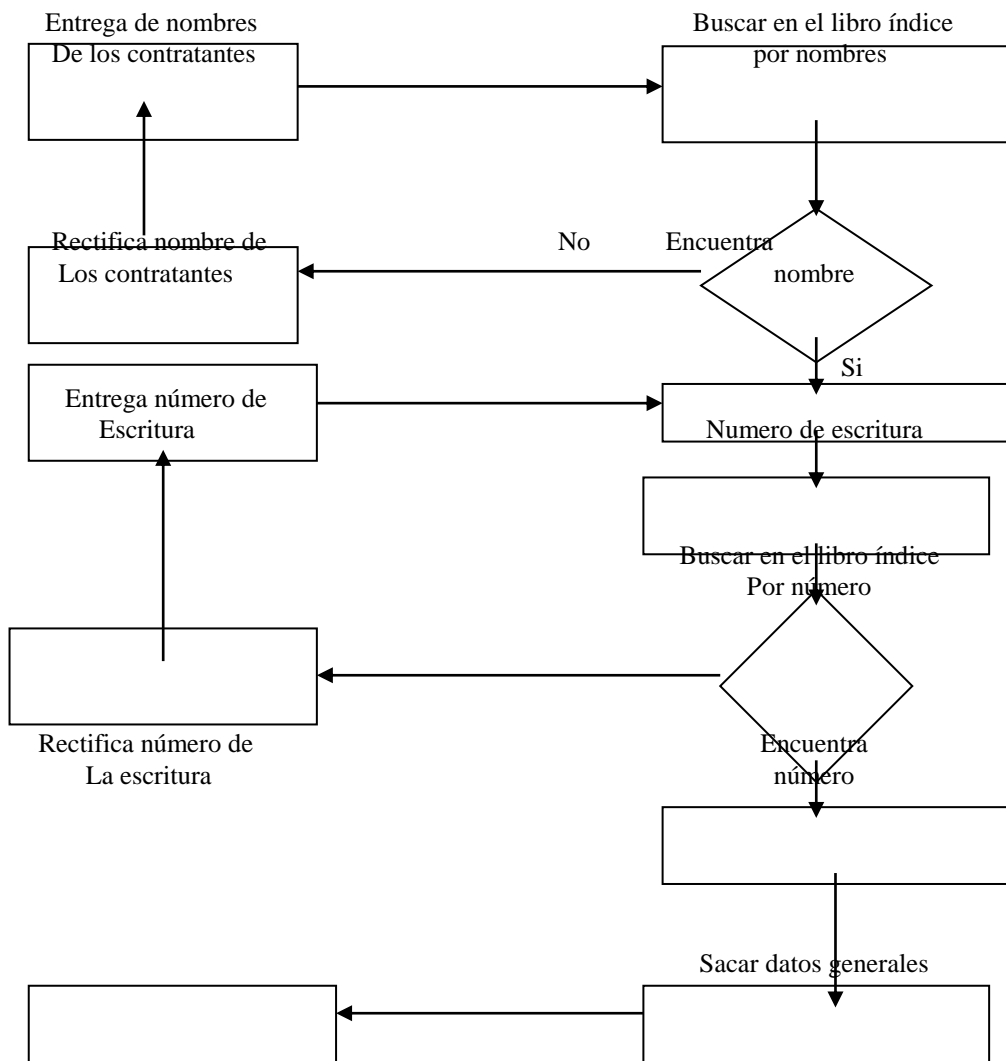 Entrega de nombres
De los contratantes
Buscar en el libro índice
por nombres
Rectifica nombre de
Los contratantes
No
Encuentra
nombre
Si
Entrega número de
Escritura
Numero de escritura
Buscar en el libro índice
Por número
Rectifica número de
La escritura
Encuentra
número
Sacar datos generales